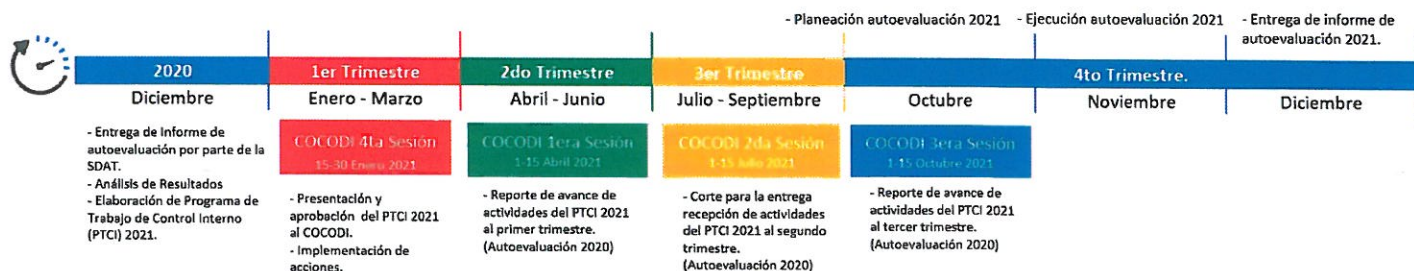 - Planeación autoevaluación 2021
- Ejecución autoevaluación 2021
- Entrega de informe de
autoevaluación 2021.
2020
1er Trimestre
2do Trimestre
3er Trimestre
4to Trimestre.
Diciembre
Enero - Marzo
Abril - Junio
Julio - Septiembre
Octubre
Noviembre
Diciembre
- Entrega de Informe de
autoevaluación por parte de la
SDAT.
- Análisis de Resultados
- Elaboración de Programa de
Trabajo de Control Interno
(PTCI) 2021.
COCODI 4ta Sesión
15-30 Enero 2021
- Presentación y
aprobación del PTCI 2021
al COCODI.
- Implementación de
acciones.
COCODI 1era Sesión
1-15 Abril 2021
- Reporte de avance de
actividades del PTCI 2021
al primer trimestre.
(Autoevaluación 2020)
COCODI 2da Sesión
1-15 Julio 2021
- Corte para la entrega
recepción de actividades
del PTCI 2021 al segundo
trimestre.
(Autoevaluación 2020)
COCODI 3era Sesión
1-15 Octubre 2021
- Reporte de avance de
actividades del PTCI 2021
al tercer trimestre.
(Autoevaluación 2020)